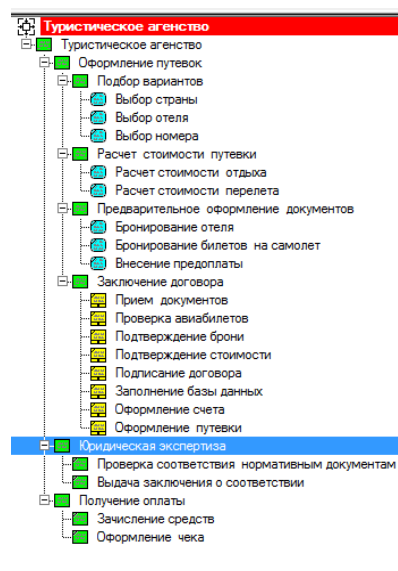 Туристическое агенство
Туристическое агенство
Оформление путевок
Подбор вариантов
Выбор страны
Выбор отеля
Выбор номера
Расчет стоимости путевки
Расчет стоимости отдыха
Расчет стоимости перелета
Предварительное оформление документов
Бронирование отеля
Бронирование билетов на самолет
Внесение предоплаты
Заключение договора
Прием документов
Проверка авиабилетов
Подтверждение брони
Подтверждение стоимости
Подписание договора
Заполнение базы данных
Оформление счета
Оформление путевки
Юридическая экспертиза
Проверка соответствия нормативным документам
Выдача заключения о соответствии
Получение оплаты
Зачисление средств
Оформление чека